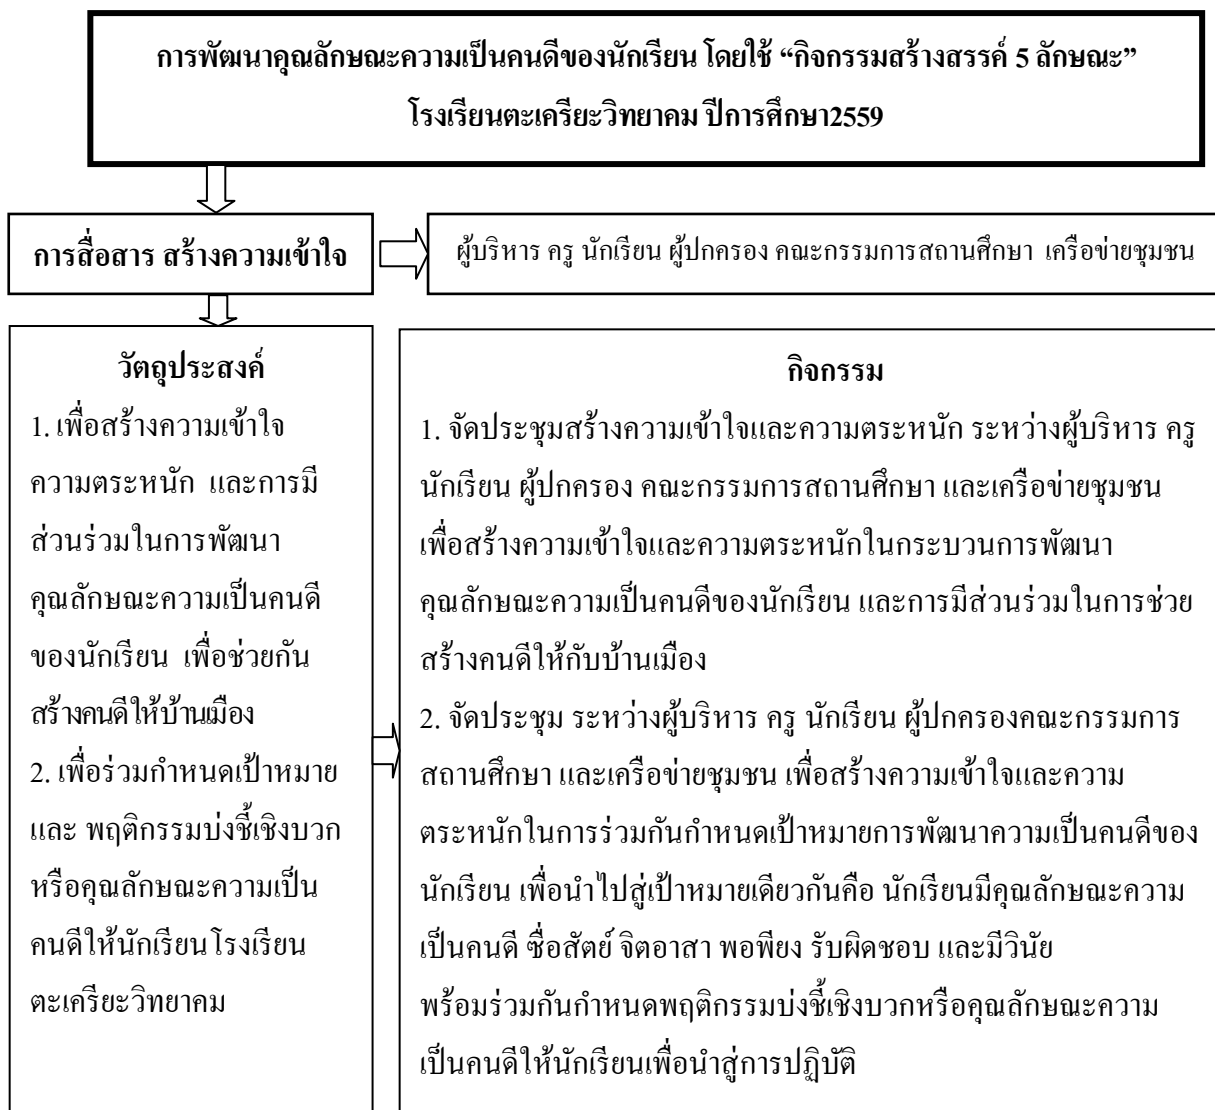 การพัฒนาคุณลักษณะความเป็นคนดีของนักเรียน โดยใช้ “กิจกรรมสร้างสรรค์ 5 ลักษณะ”
โรงเรียนตะเครียะวิทยาคม ปีการศึกษา2559
การสื่อสาร สร้างความเข้าใจ
ผู้บริหาร ครู นักเรียน ผู้ปกครอง คณะกรรมการสถานศึกษา เครือข่ายชุมชน
วัตถุประสงค์
1. เพื่อสร้างความเข้าใจ
ความตระหนัก และการมี
ส่วนร่วมในการพัฒนา
คุณลักษณะความเป็นคนดี
ของนักเรียน เพื่อช่วยกัน
สร้างคนดีให้บ้านเมือง
2. เพื่อร่วมกำหนดเป้าหมาย
และ พฤติกรรมบ่งชี้เชิงบวก
หรือคุณลักษณะความเป็น
คนดีให้นักเรียนโรงเรียน
ตะเครียะวิทยาคม
กิจกรรม
1. จัดประชุมสร้างความเข้าใจและความตระหนัก ระหว่างผู้บริหาร ครู
นักเรียน ผู้ปกครอง คณะกรรมการสถานศึกษา และเครือข่ายชุมชน
เพื่อสร้างความเข้าใจและความตระหนักในกระบวนการพัฒนา
คุณลักษณะความเป็นคนดีของนักเรียน และการมีส่วนร่วมในการช่วย
สร้างคนดีให้กับบ้านเมือง
2. จัดประชุม ระหว่างผู้บริหาร ครู นักเรียน ผู้ปกครองคณะกรรมการ
สถานศึกษา และเครือข่ายชุมชน เพื่อสร้างความเข้าใจและความ
ตระหนักในการร่วมกันกำหนดเป้าหมายการพัฒนาความเป็นคนดีของ
นักเรียน เพื่อนำไปสู่เป้าหมายเดียวกันคือ นักเรียนมีคุณลักษณะความ
เป็นคนดี ซื่อสัตย์ จิตอาสา พอพียง รับผิดชอบ และมีวินัย
พร้อมร่วมกันกำหนดพฤติกรรมบ่งชี้เชิงบวกหรือคุณลักษณะความ
เป็นคนดีให้นักเรียนเพื่อนำสู่การปฏิบัติ